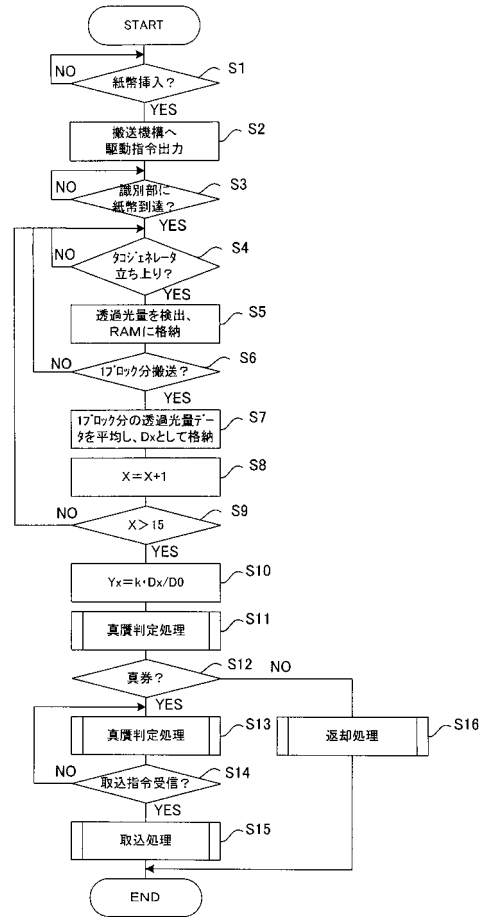 START
NO
紙幣挿入?
S1
YES
搬送機構へ
駆動指令出力
S2
NO
識別部に
紙幣到達?
S3
YES
NO
タコジェネレータ
立ち上り?
S4
YES
透過光量を検出、
RAMに格納
S5
NO
1ブロック分搬送?
S6
YES
1ブロック分の透過光量デー
タを平均し、Dxとして格納
S7
X=X+1
S8
NO
X>15
S9
YES
Yx=k・Dx/D0
S10
真贋判定処理
S11
真券?
S12
NO
YES
真贋判定処理
S13
返却処理
S16
NO
取込指令受信?
S14
YES
取込処理
S15
END